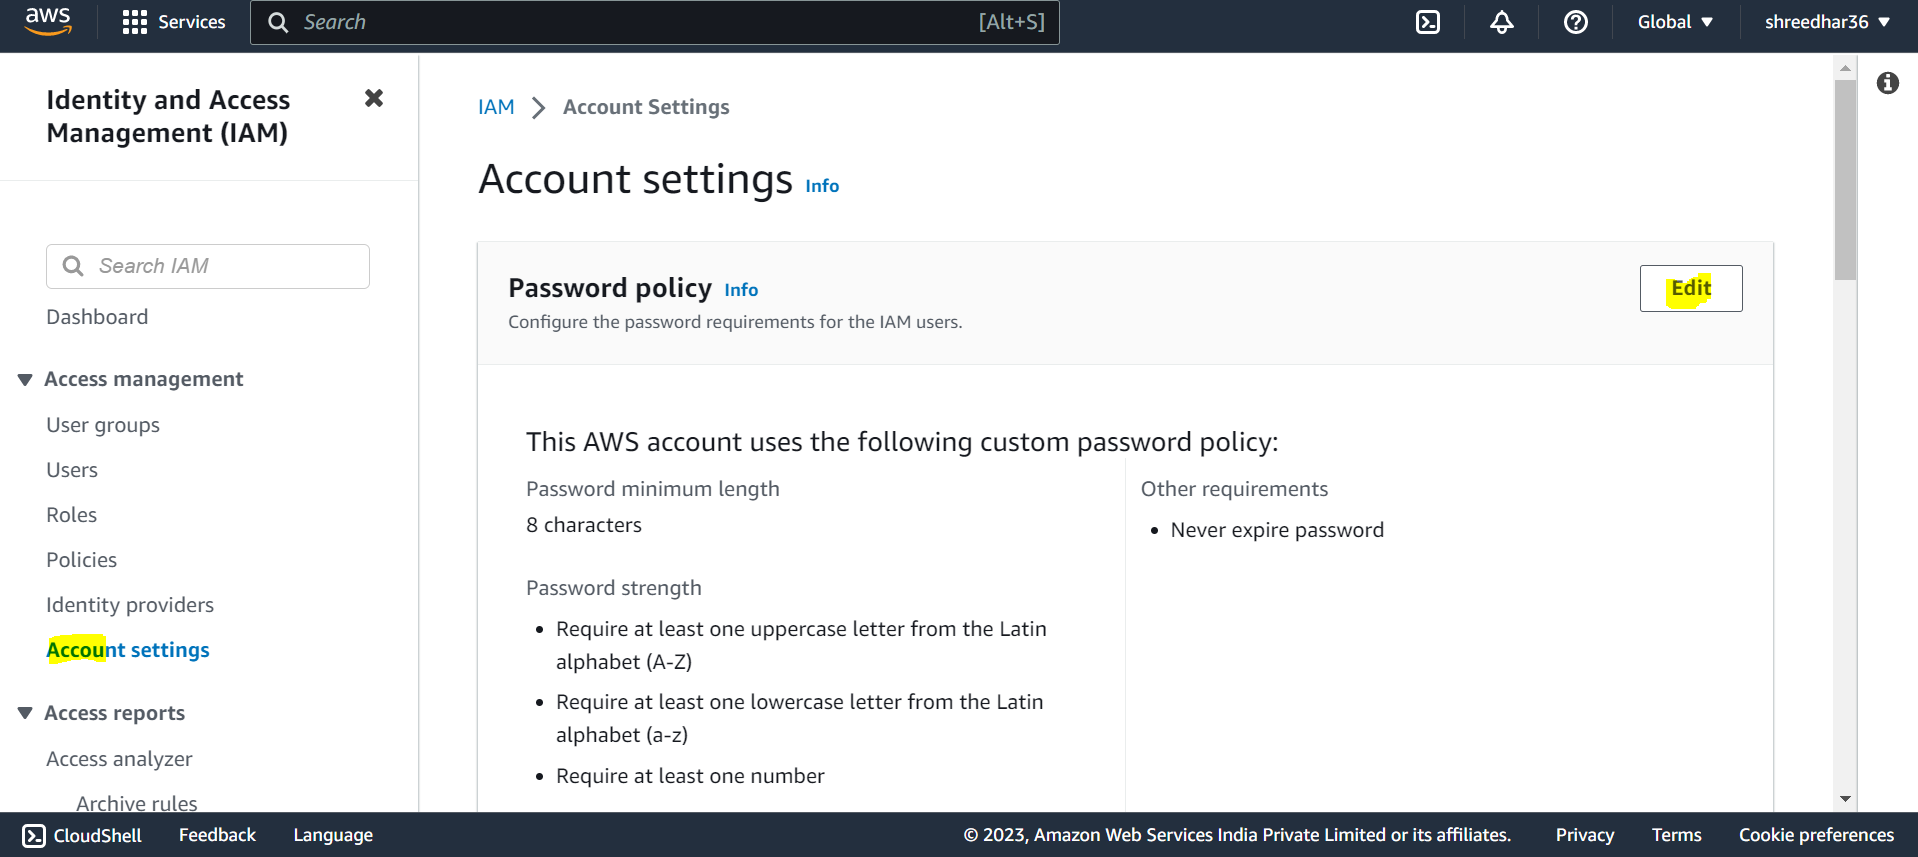 aws
Services
Search
[Alt+S]
Global
shreedhar36
Identity and Access
Management (IAM)
Search IAM
Dashboard
Access management
User groups
Users
Roles
Policies
Identity providers
Account settings
Access reports
Access analyzer
Archive rules
IAM
Account Settings
Account settings Info
Password policy Info
Configure the password requirements for the IAM users.
Edit
This AWS account uses the following custom password policy:
Password minimum length
8 characters
Password strength
• Require at least one uppercase letter from the Latin
alphabet (A-Z)
• Require at least one lowercase letter from the Latin
alphabet (a-z)
• Require at least one number
Other requirements
• Never expire password
CloudShell
Feedback
Language
© 2023, Amazon Web Services India Private Limited or its affiliates.
Privacy
Terms
Cookie preferences